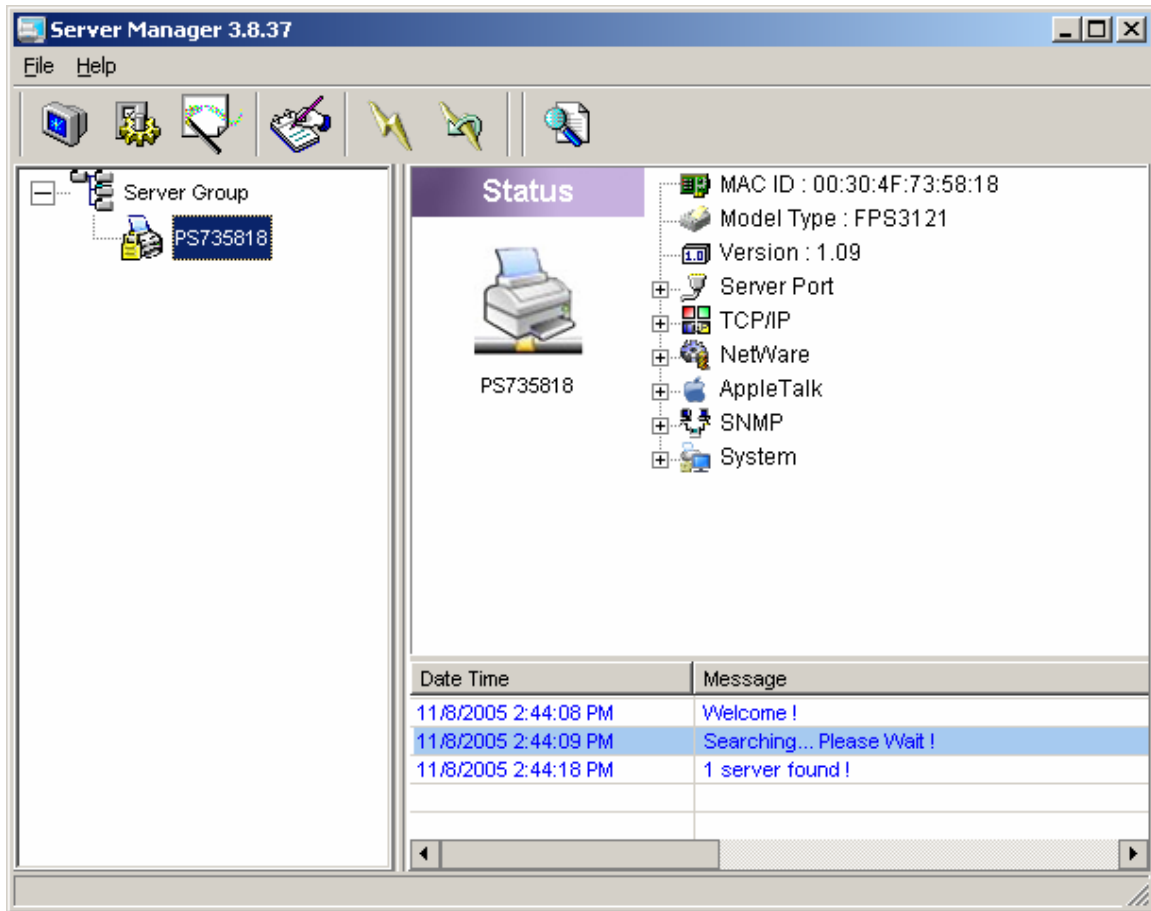 Server Manager 3.8.37
File Help
Server Group
PS735818
Status
PS735818
MAC ID : 00:30:4F:73:58:18
Model Type : FPS3121
1.0 Version : 1.09
Server Port
TCP/IP
NetWare
AppleTalk
SNMP
System
Date Time Message
11/8/2005 2:44:08 PM Welcome !
11/8/2005 2:44:09 PM Searching... Please Wait !
11/8/2005 2:44:18 PM 1 server found !